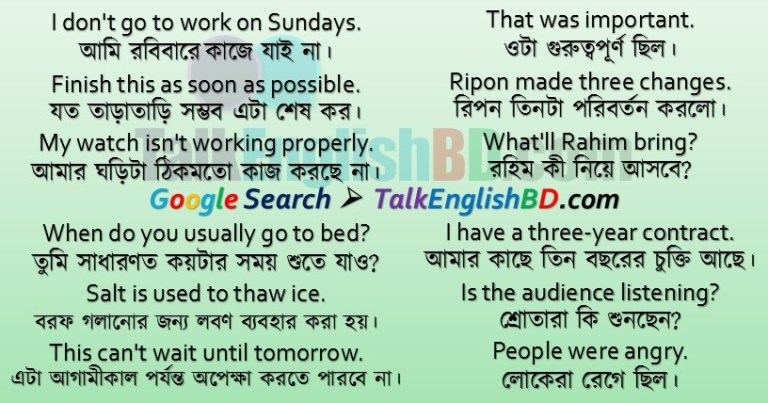 I don't go to work on Sundays.
আমি রবিবারে কাজে যাই না।
Finish this as soon as possible.
যত তাড়াতাড়ি সম্ভব এটা শেষ কর।
My watch isn't working properly.
আমার ঘড়িটা ঠিকমতো কাজ করছে না।
That was important.
ওটা গুরুত্বপূর্ণ ছিল।
Ripon made three changes.
রিপন তিনটা পরিবর্তন করলো।
What'll Rahim bring?
রহিম কী নিয়ে আসবে?
TalkEnglishBD.com
Google Search ➢ TalkEnglishBD.com
When do you usually go to bed?
তুমি সাধারণত কয়টার সময় শুতে যাও?
Salt is used to thaw ice.
বরফ গলানোর জন্য লবণ ব্যবহার করা হয়।
This can't wait until tomorrow.
এটা আগামীকাল পর্যন্ত অপেক্ষা করতে পারবে না।
I have a three-year contract.
আমার কাছে তিন বছরের চুক্তি আছে।
Is the audience listening?
শ্রোতারা কি শুনছেন?
People were angry.
লোকেরা রেগে ছিল।